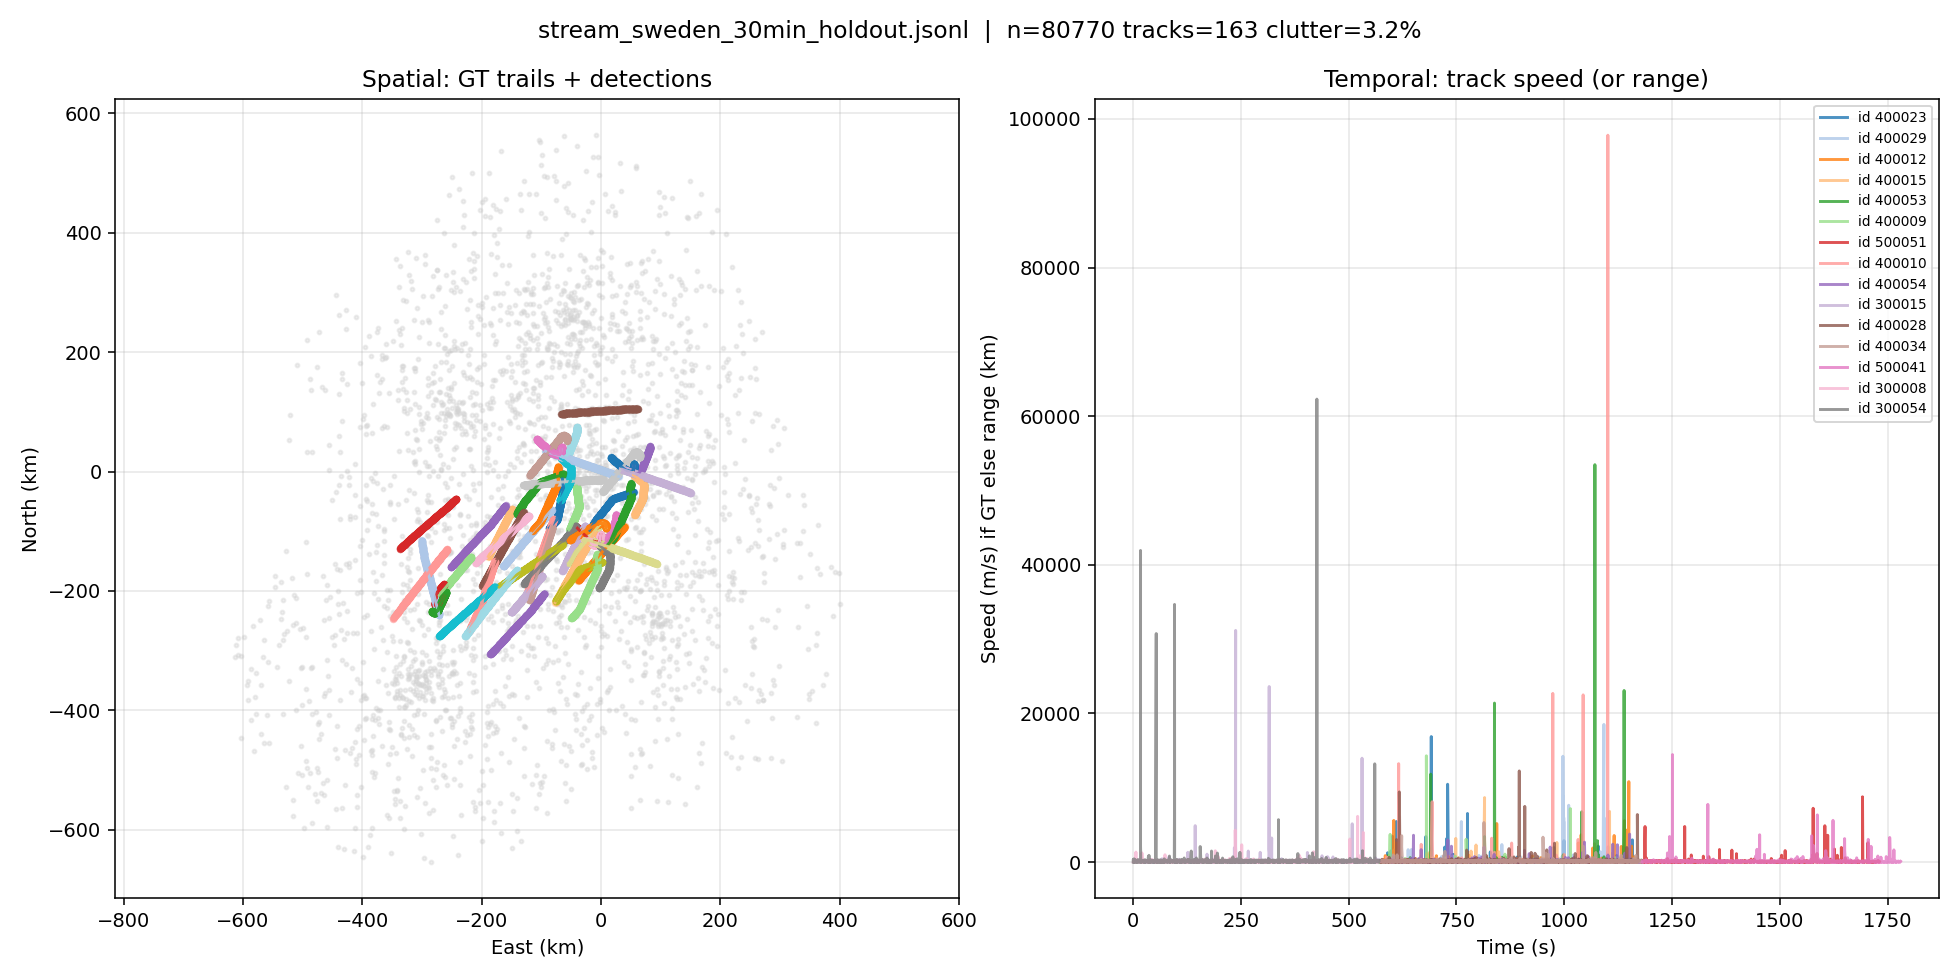 stream_sweden_30min_holdout.jsonl | n=80770 tracks=163 clutter=3.2%
Spatial: GT trails + detections
600
400
200
0
−200
−400
−600
−800
−600
−400
−200
0
200
400
600
East (km)
North (km)
Temporal: track speed (or range)
100000
80000
60000
40000
20000
0
0
250
500
750
1000
1250
1500
1750
Time (s)
Speed (m/s) if GT else range (km)
id 400023
id 400029
id 400012
id 400015
id 400053
id 400009
id 500051
id 400010
id 400054
id 300015
id 400028
id 400034
id 500041
id 300008
id 300054